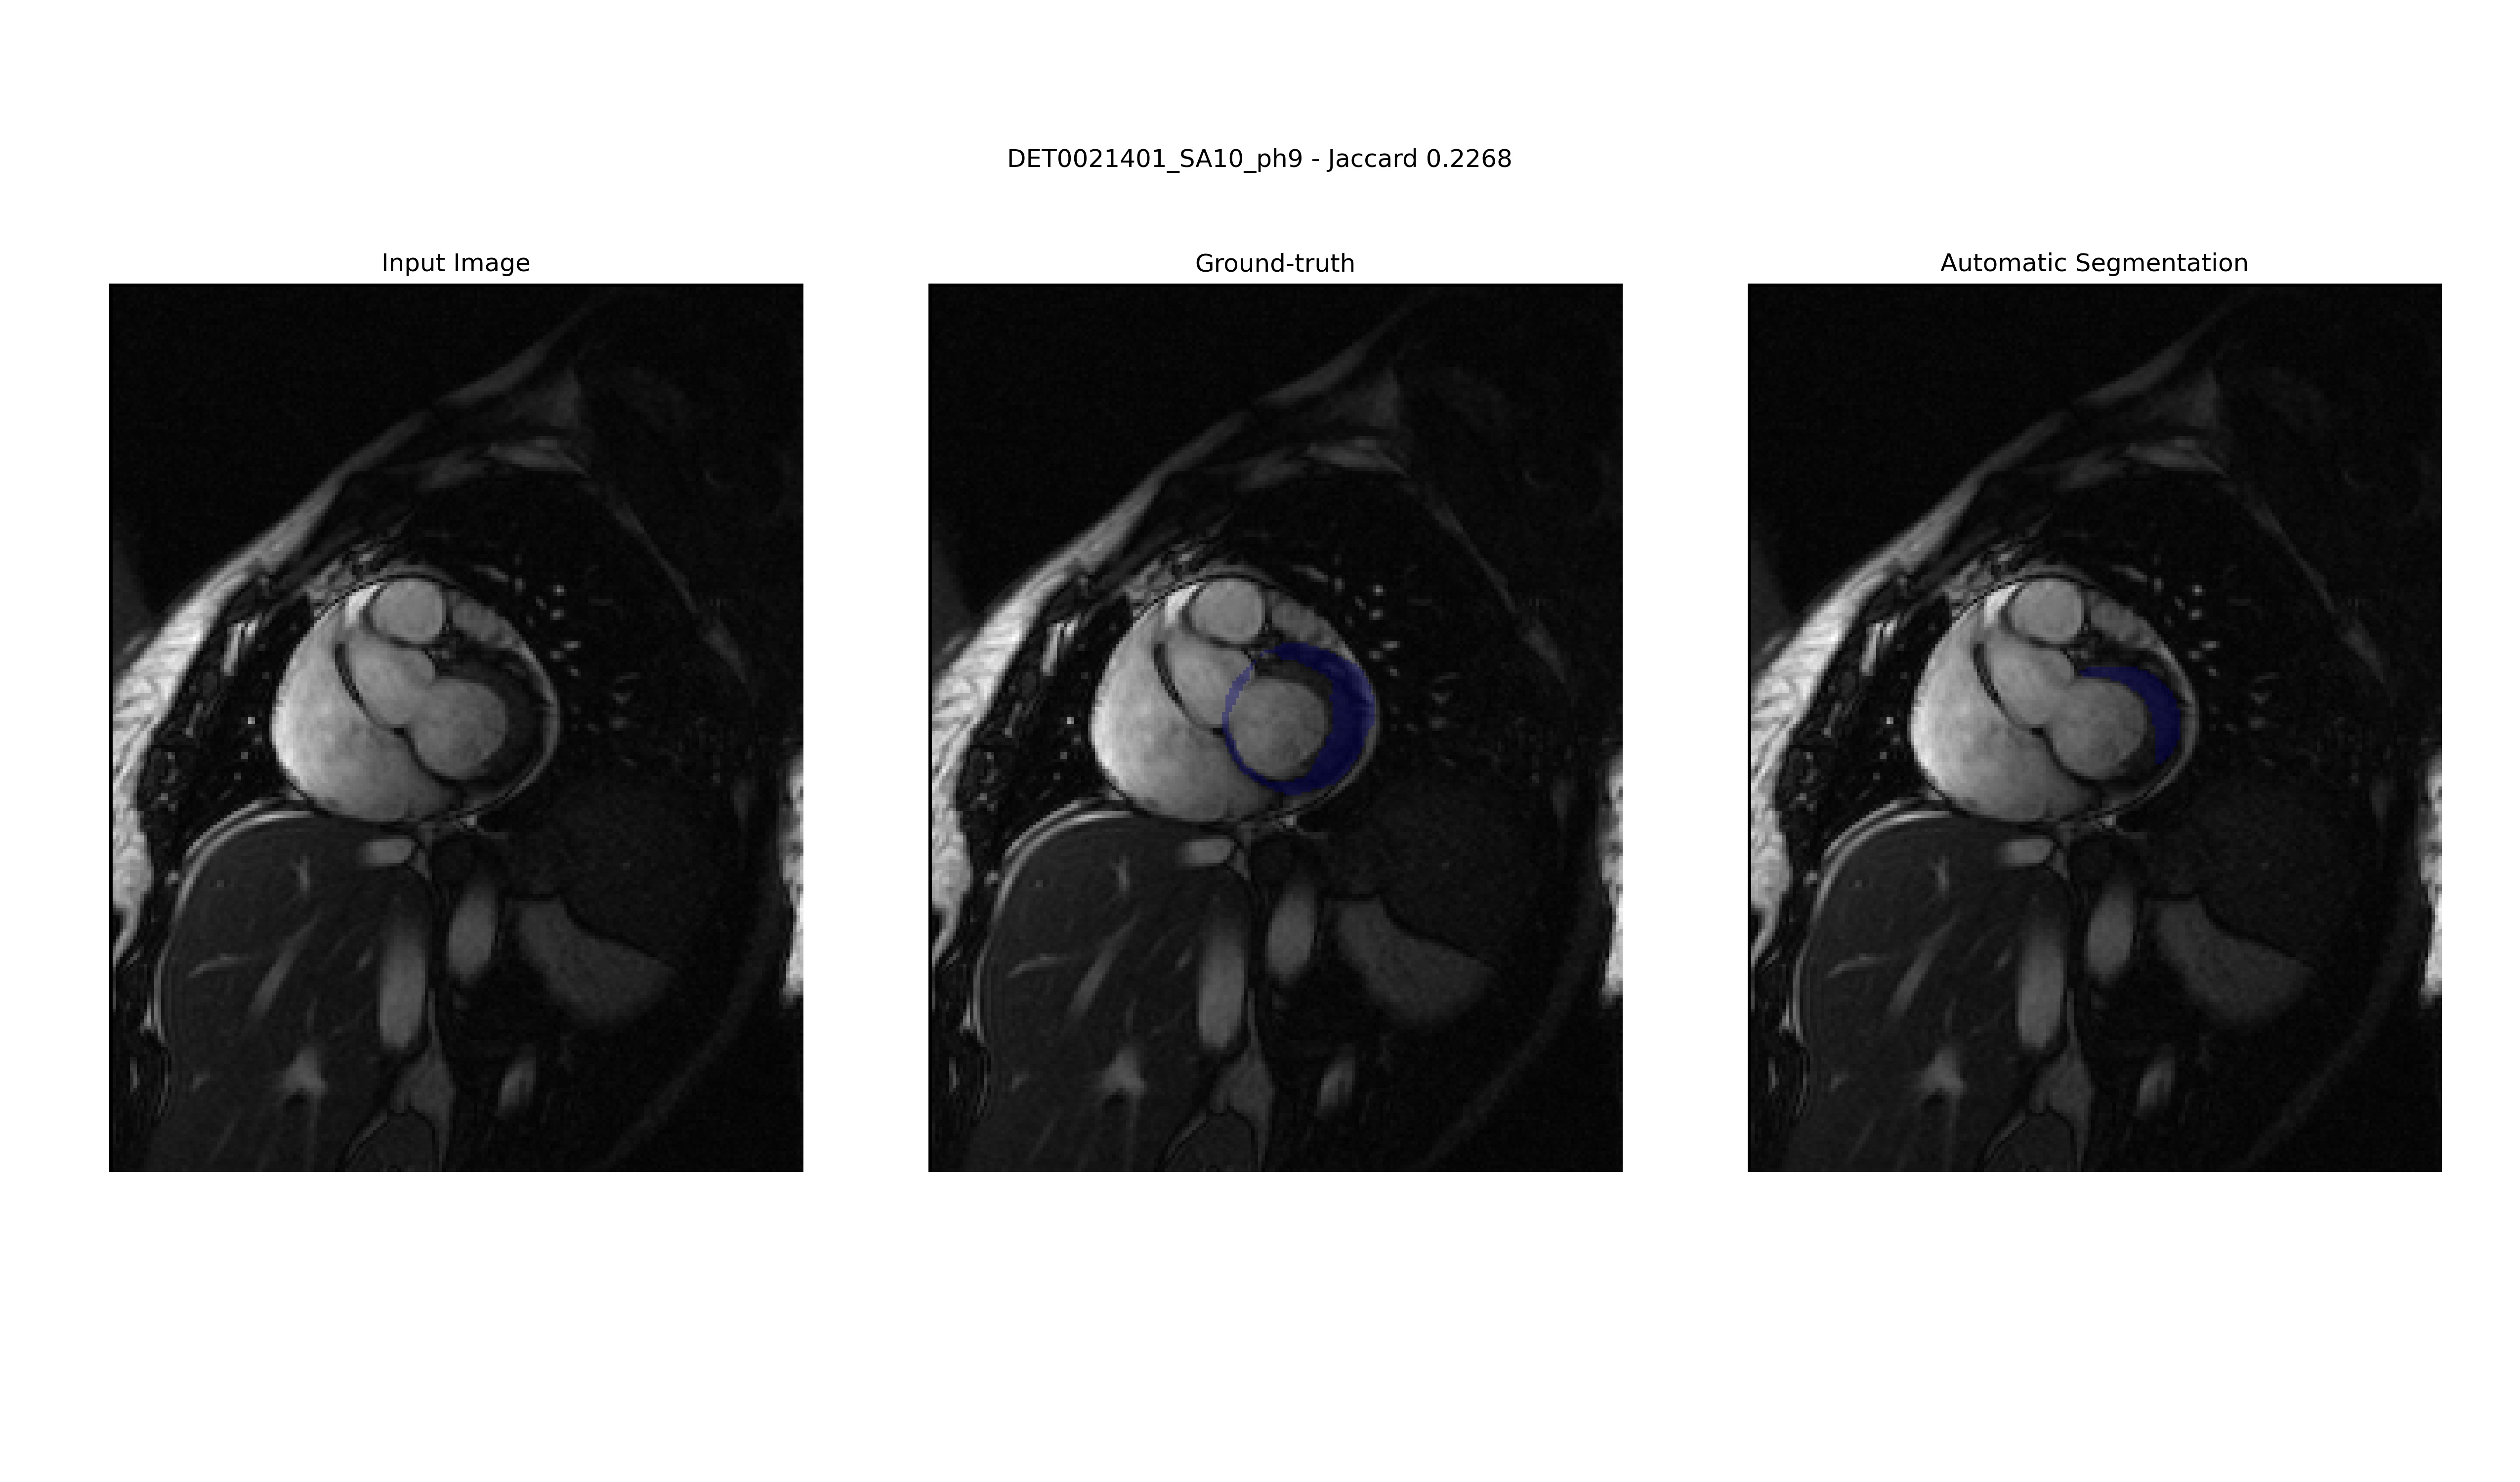 DET0021401_SA10_ph9 - Jaccard 0.2268
Input Image
Ground-truth
Automatic Segmentation